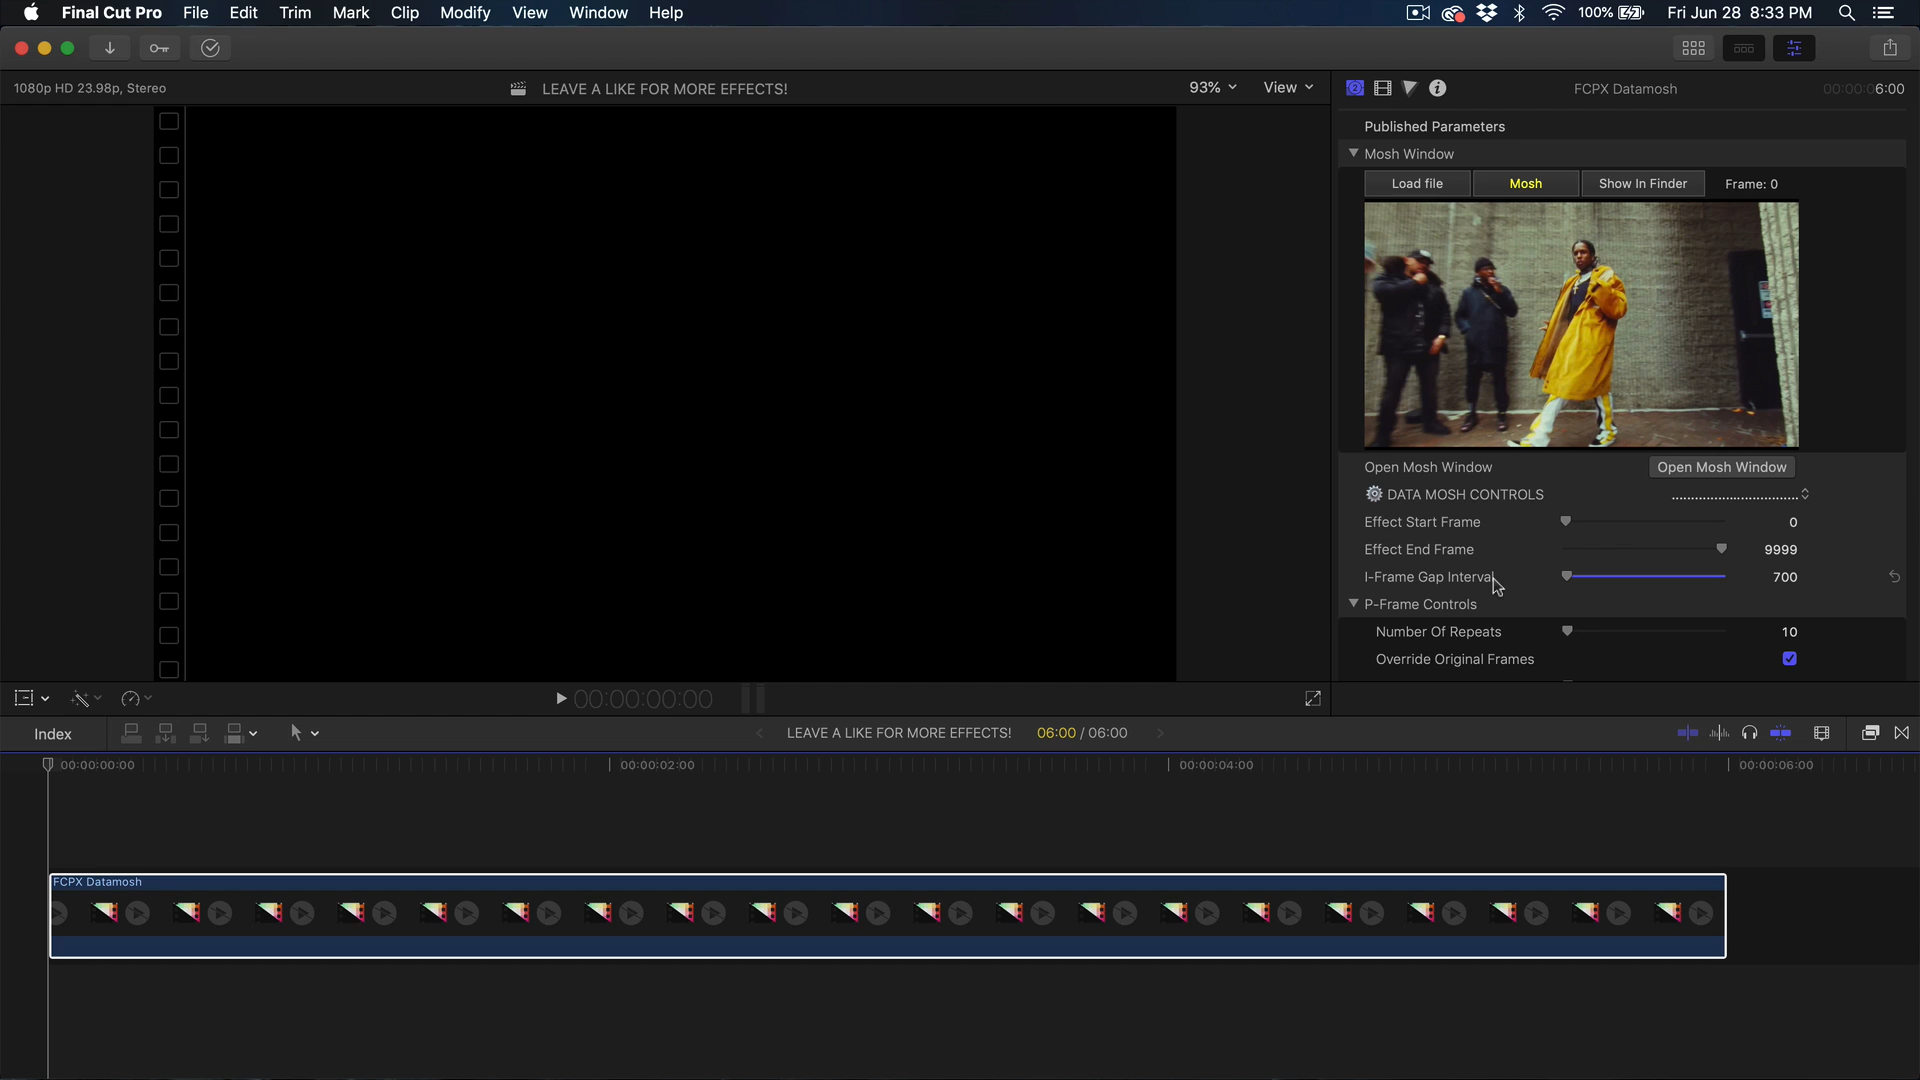 Final Cut Pro File Edit Trim Mark Clip Modify View Window Help 100% Fri Jun 28 8:33 PM
1080p HD 23.98p, Stereo LEAVE A LIKE FOR MORE EFFECTS! 93% View FCPX Datamosh 00:00:06:00
Published Parameters
Mosh Window
Load file Mosh Show In Finder Frame: 0
Open Mosh Window Open Mosh Window
DATA MOSH CONTROLS ..................................
Effect Start Frame 0
Effect End Frame 9999
I-Frame Gap Interval 700
P-Frame Controls
Number Of Repeats 10
Override Original Frames
00:00:00:00
Index LEAVE A LIKE FOR MORE EFFECTS! 06:00 / 06:00
00:00:00:00 00:00:02:00 00:00:04:00 00:00:06:00
FCPX Datamosh